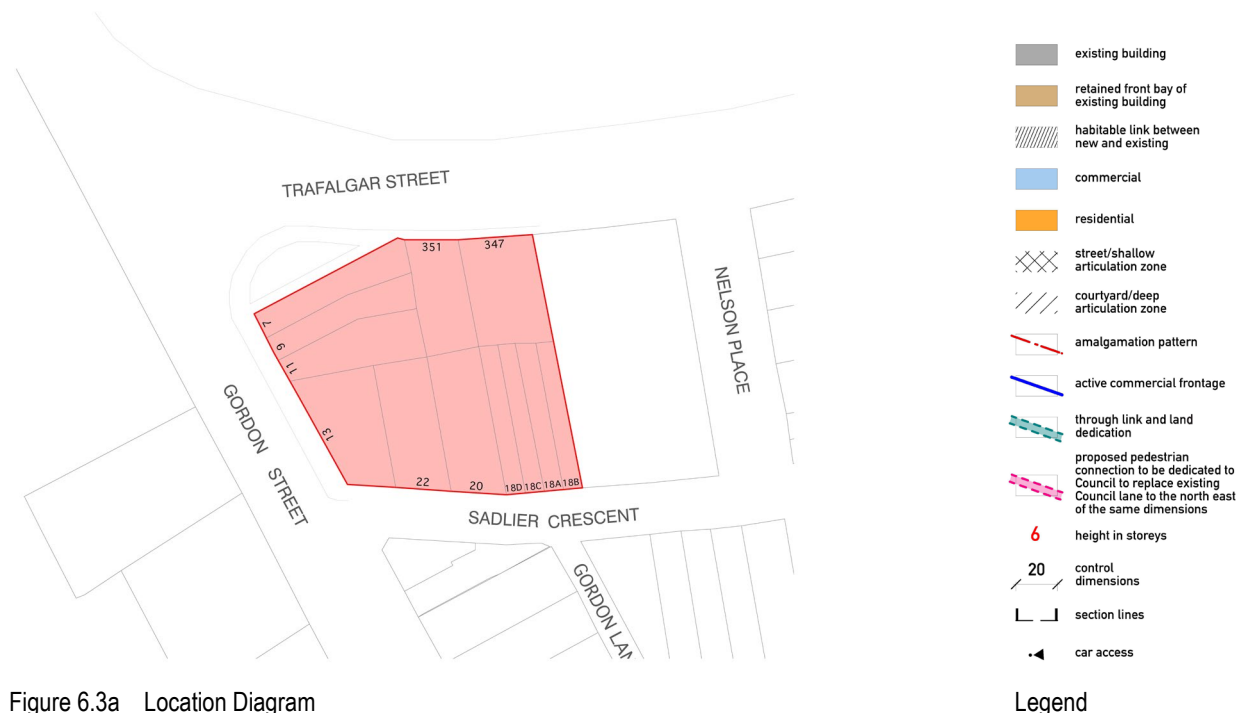 TRAFALGAR STREET
351
347
7
9
11
13
22
20
18D
18C
18A
18B
GORDON STREET
NELSON PLACE
SADLIER CRESCENT
GORDON LAN
existing building
retained front bay of
existing building
habitable link between
new and existing
commercial
residential
street/shallow
articulation zone
courtyard/deep
articulation zone
amalgamation pattern
active commercial frontage
through link and land
dedication
proposed pedestrian
connection to be dedicated to
Council to replace existing
Council lane to the north east
of the same dimensions
6
height in storeys
20
control
dimensions
section lines
car access
Figure 6.3a Location Diagram
Legend